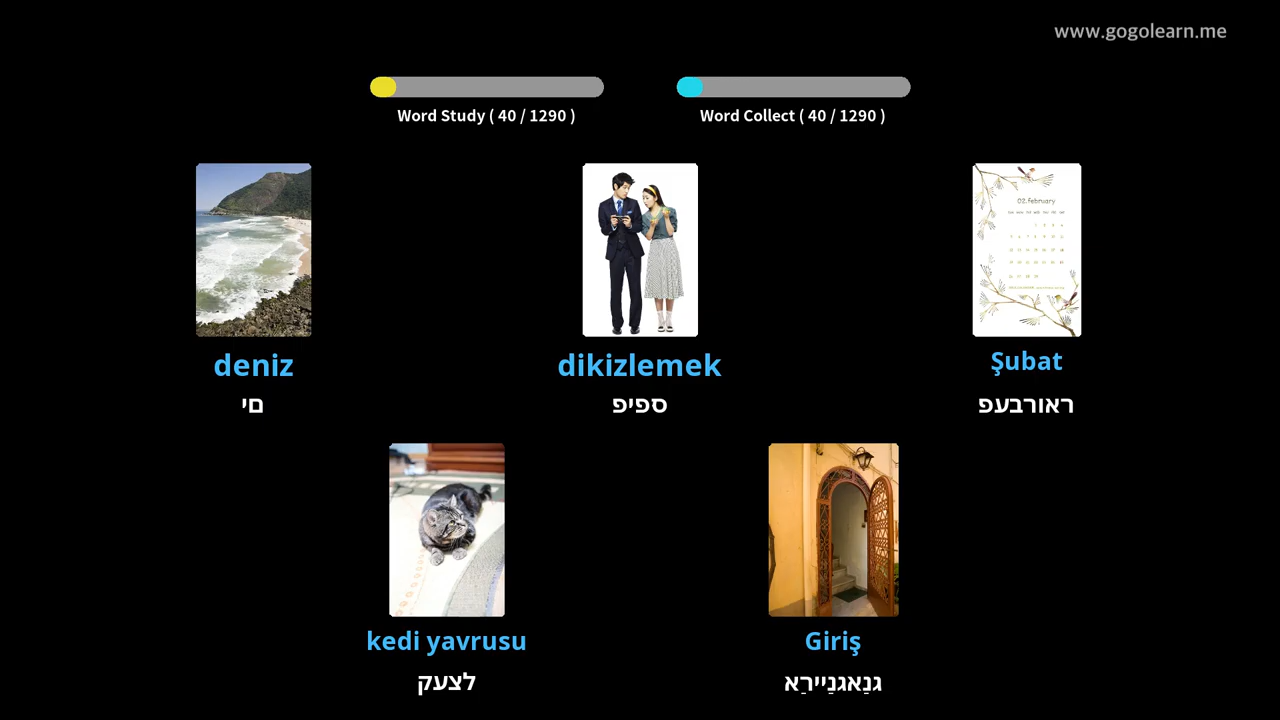 www.gogolearn.me
Word Study ( 40 / 1290 )
Word Collect ( 40 / 1290 )
deniz
םי
dikizlemek
ספיפ
Şubat
ראורבעפ
kedi yavrusu
לצעק
Giriş
גנַאגנַיירַא